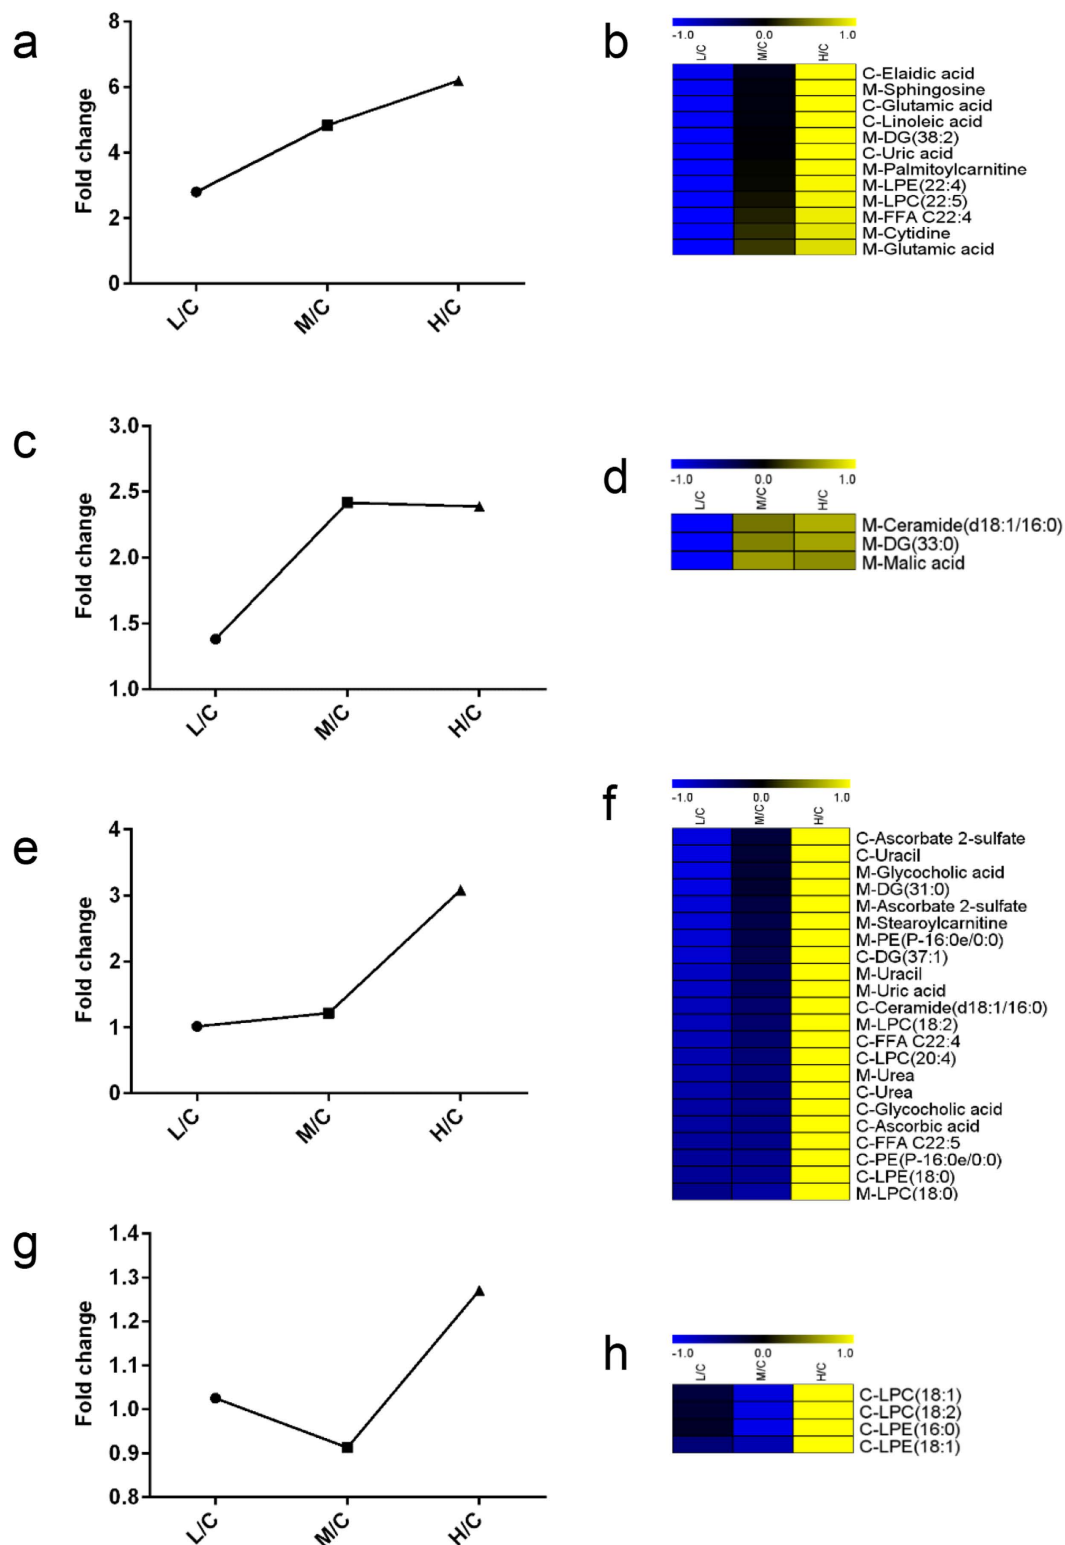 a
8
6
4
2
0
Fold change
L/C
M/C
H/C
b
-1.0 0.0 1.0
L/C
M/C
H/C
C-Elaidic acid
M-Sphingosine
C-Glutamic acid
C-Linoleic acid
M-DG(38:2)
C-Uric acid
M-Palmitoylcarnitine
M-LPE(22:4)
M-LPC(22:5)
M-FFA C22:4
M-Cytidine
M-Glutamic acid
c
3.0
2.5
2.0
1.5
1.0
Fold change
L/C
M/C
H/C
d
-1.0 0.0 1.0
L/C
M/C
H/C
M-Ceramide(d18:1/16:0)
M-DG(33:0)
M-Malic acid
e
4
3
2
1
0
Fold change
L/C
M/C
H/C
f
-1.0 0.0 1.0
L/C
M/C
H/C
C-Ascorbate 2-sulfate
C-Uracil
M-Glycocholic acid
M-DG(31:0)
M-Ascorbate 2-sulfate
M-Stearoylcarnitine
M-PE(P-16:0e/0:0)
C-DG(37:1)
M-Uracil
M-Uric acid
C-Ceramide(d18:1/16:0)
M-LPC(18:2)
C-FFA C22:4
C-LPC(20:4)
M-Urea
C-Urea
C-Glycocholic acid
C-Ascorbic acid
C-FFA C22:5
C-PE(P-16:0e/0:0)
C-LPE(18:0)
M-LPC(18:0)
g
1.4
1.3
1.2
1.1
1.0
0.9
0.8
Fold change
L/C
M/C
H/C
h
-1.0 0.0 1.0
L/C
M/C
H/C
C-LPC(18:1)
C-LPC(18:2)
C-LPE(16:0)
C-LPE(18:1)